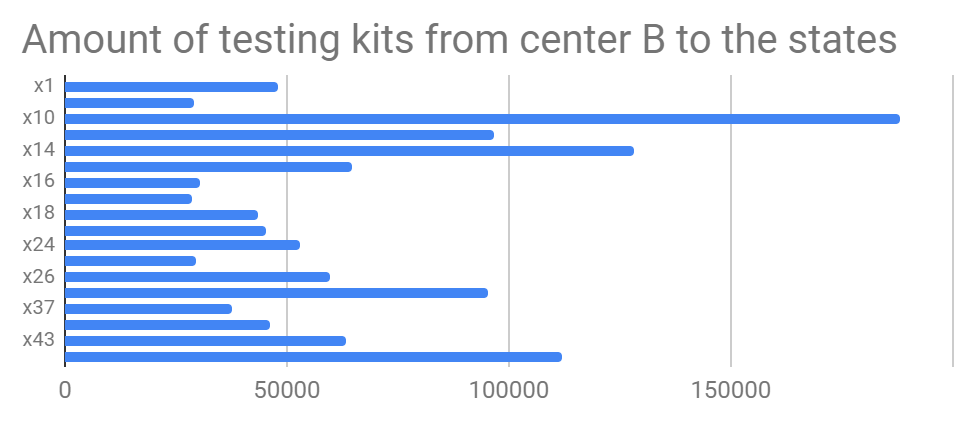 Amount of testing kits from center B to the states
x1
x10
x14
x16
x18
x24
x26
x37
x43
0 50000 100000 150000